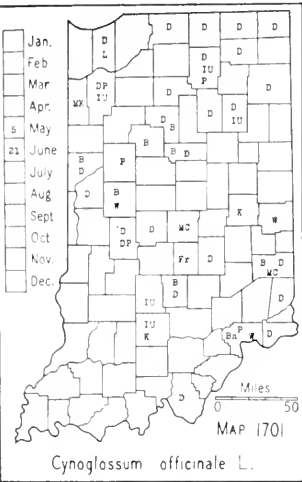 Jan.
Feb
Mar
Apr.
5 May
21 June
July
Aug
Sept
Oct
Nov.
Dec.
D D D D D
L D IU D
P
DP D D D
MX IU D IU
B
B
B D
B P
D
D B K W
W
D D MC
DP B D
Fr D MC
B
D D
IU
IU P
K Ba W D
D
Miles
0 50
MAP 1701
Cynoglossum officinale L.